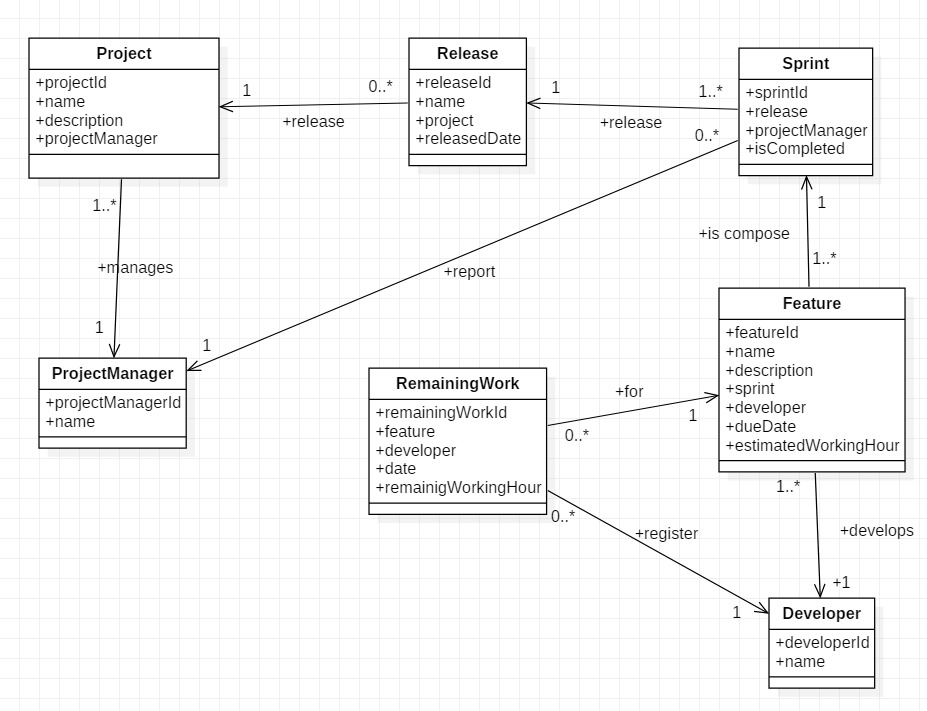 Project
+projectId
+name
+description
+projectManager
1
0..*
+release
Release
+releaseId
+name
+project
+releasedDate
1
1..*
+release
0..*
Sprint
+sprintId
+release
+projectManager
+isCompleted
1
+is compose
1..*
1..*
+manages
1
+report
1
ProjectManager
+projectManagerId
+name
RemainingWork
+remainingWorkId
+feature
+developer
+date
+remainigWorkingHour
+for
0..*
1
Feature
+featureId
+name
+description
+sprint
+developer
+dueDate
+estimatedWorkingHour
0..*
+register
1
1..*
+develops
+1
Developer
+developerId
+name